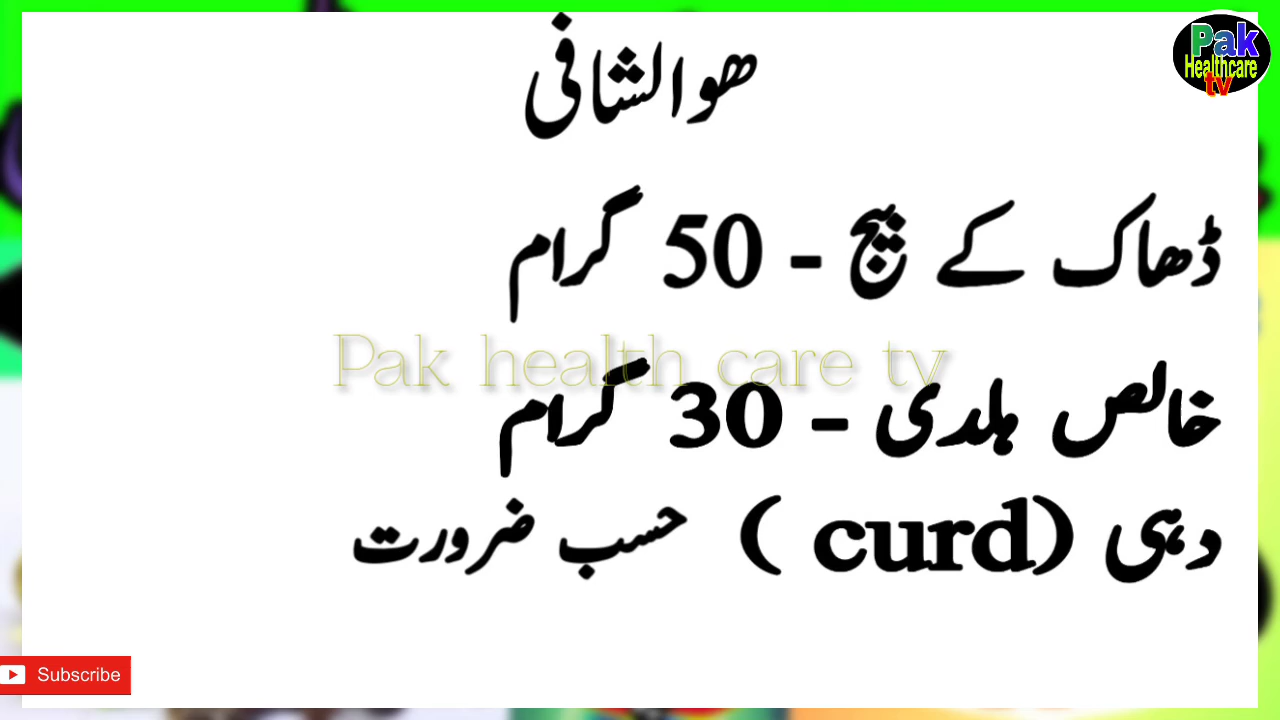 Pak
Healthcare
tv
ھوالشافی
ڈھاک کے بیج - 50 گرام
Pak health care tv
خالص ہلدی - 30 گرام
دہی (curd ) حسب ضرورت
Subscribe